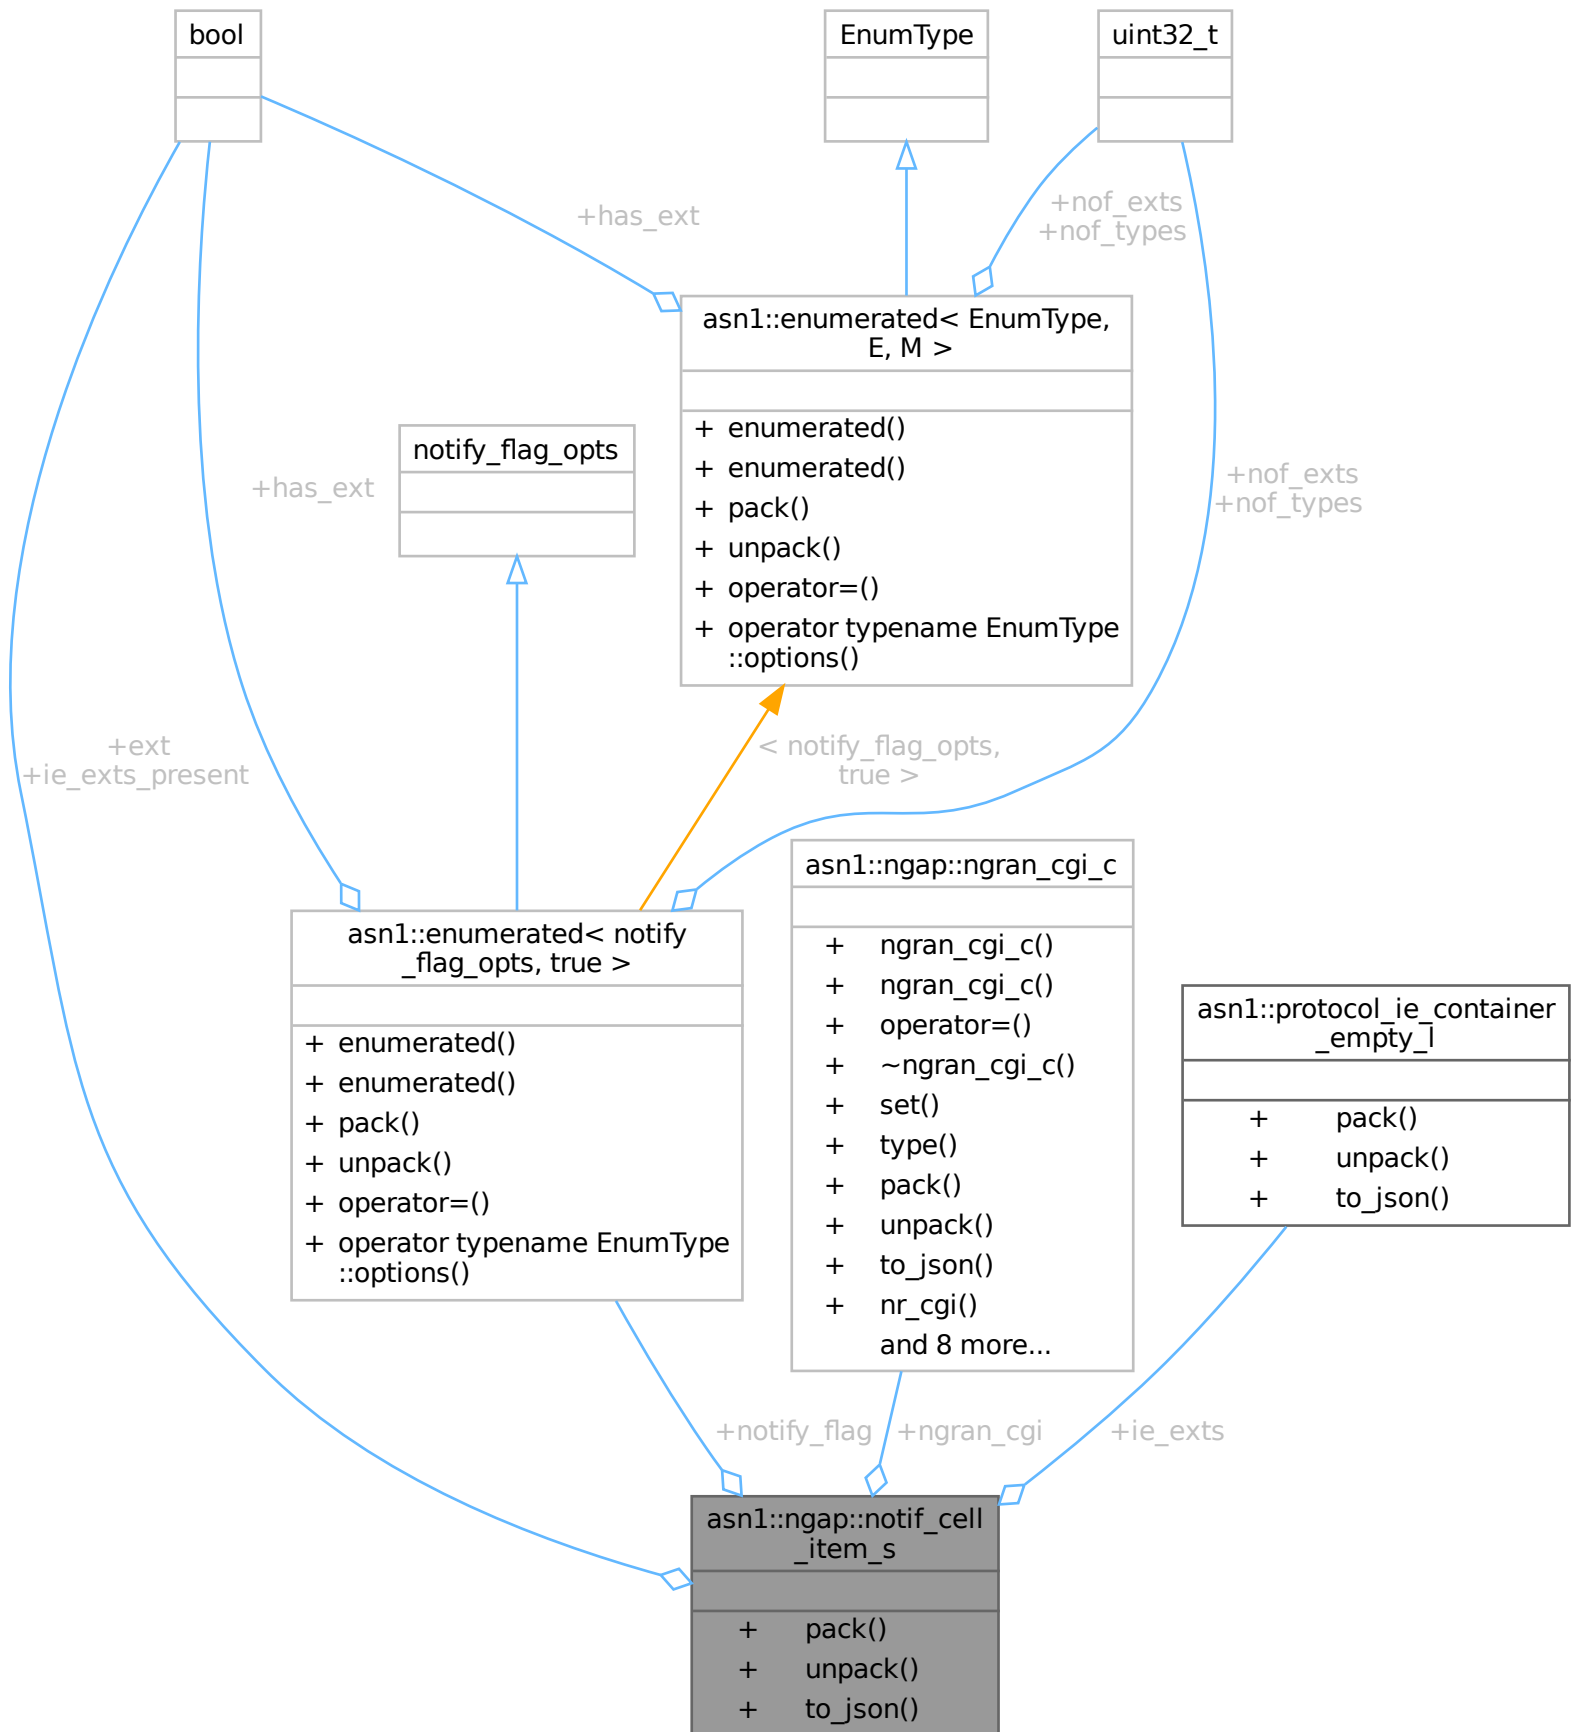 bool
EnumType
uint32_t
+has_ext
+nof_exts
+nof_types
asn1::enumerated< EnumType,
E, M >
+ enumerated()
+ enumerated()
+ pack()
+ unpack()
+ operator=()
+ operator typename EnumType
::options()
notify_flag_opts
+has_ext
+nof_exts
+nof_types
+ext
+ie_exts_present
< notify_flag_opts,
true >
asn1::enumerated< notify
_flag_opts, true >
+ enumerated()
+ enumerated()
+ pack()
+ unpack()
+ operator=()
+ operator typename EnumType
::options()
asn1::ngap::ngran_cgi_c
+ ngran_cgi_c()
+ ngran_cgi_c()
+ operator=()
+ ~ngran_cgi_c()
+ set()
+ type()
+ pack()
+ unpack()
+ to_json()
+ nr_cgi()
and 8 more...
asn1::protocol_ie_container
_empty_l
+ pack()
+ unpack()
+ to_json()
+notify_flag
+ngran_cgi
+ie_exts
asn1::ngap::notif_cell
_item_s
+ pack()
+ unpack()
+ to_json()